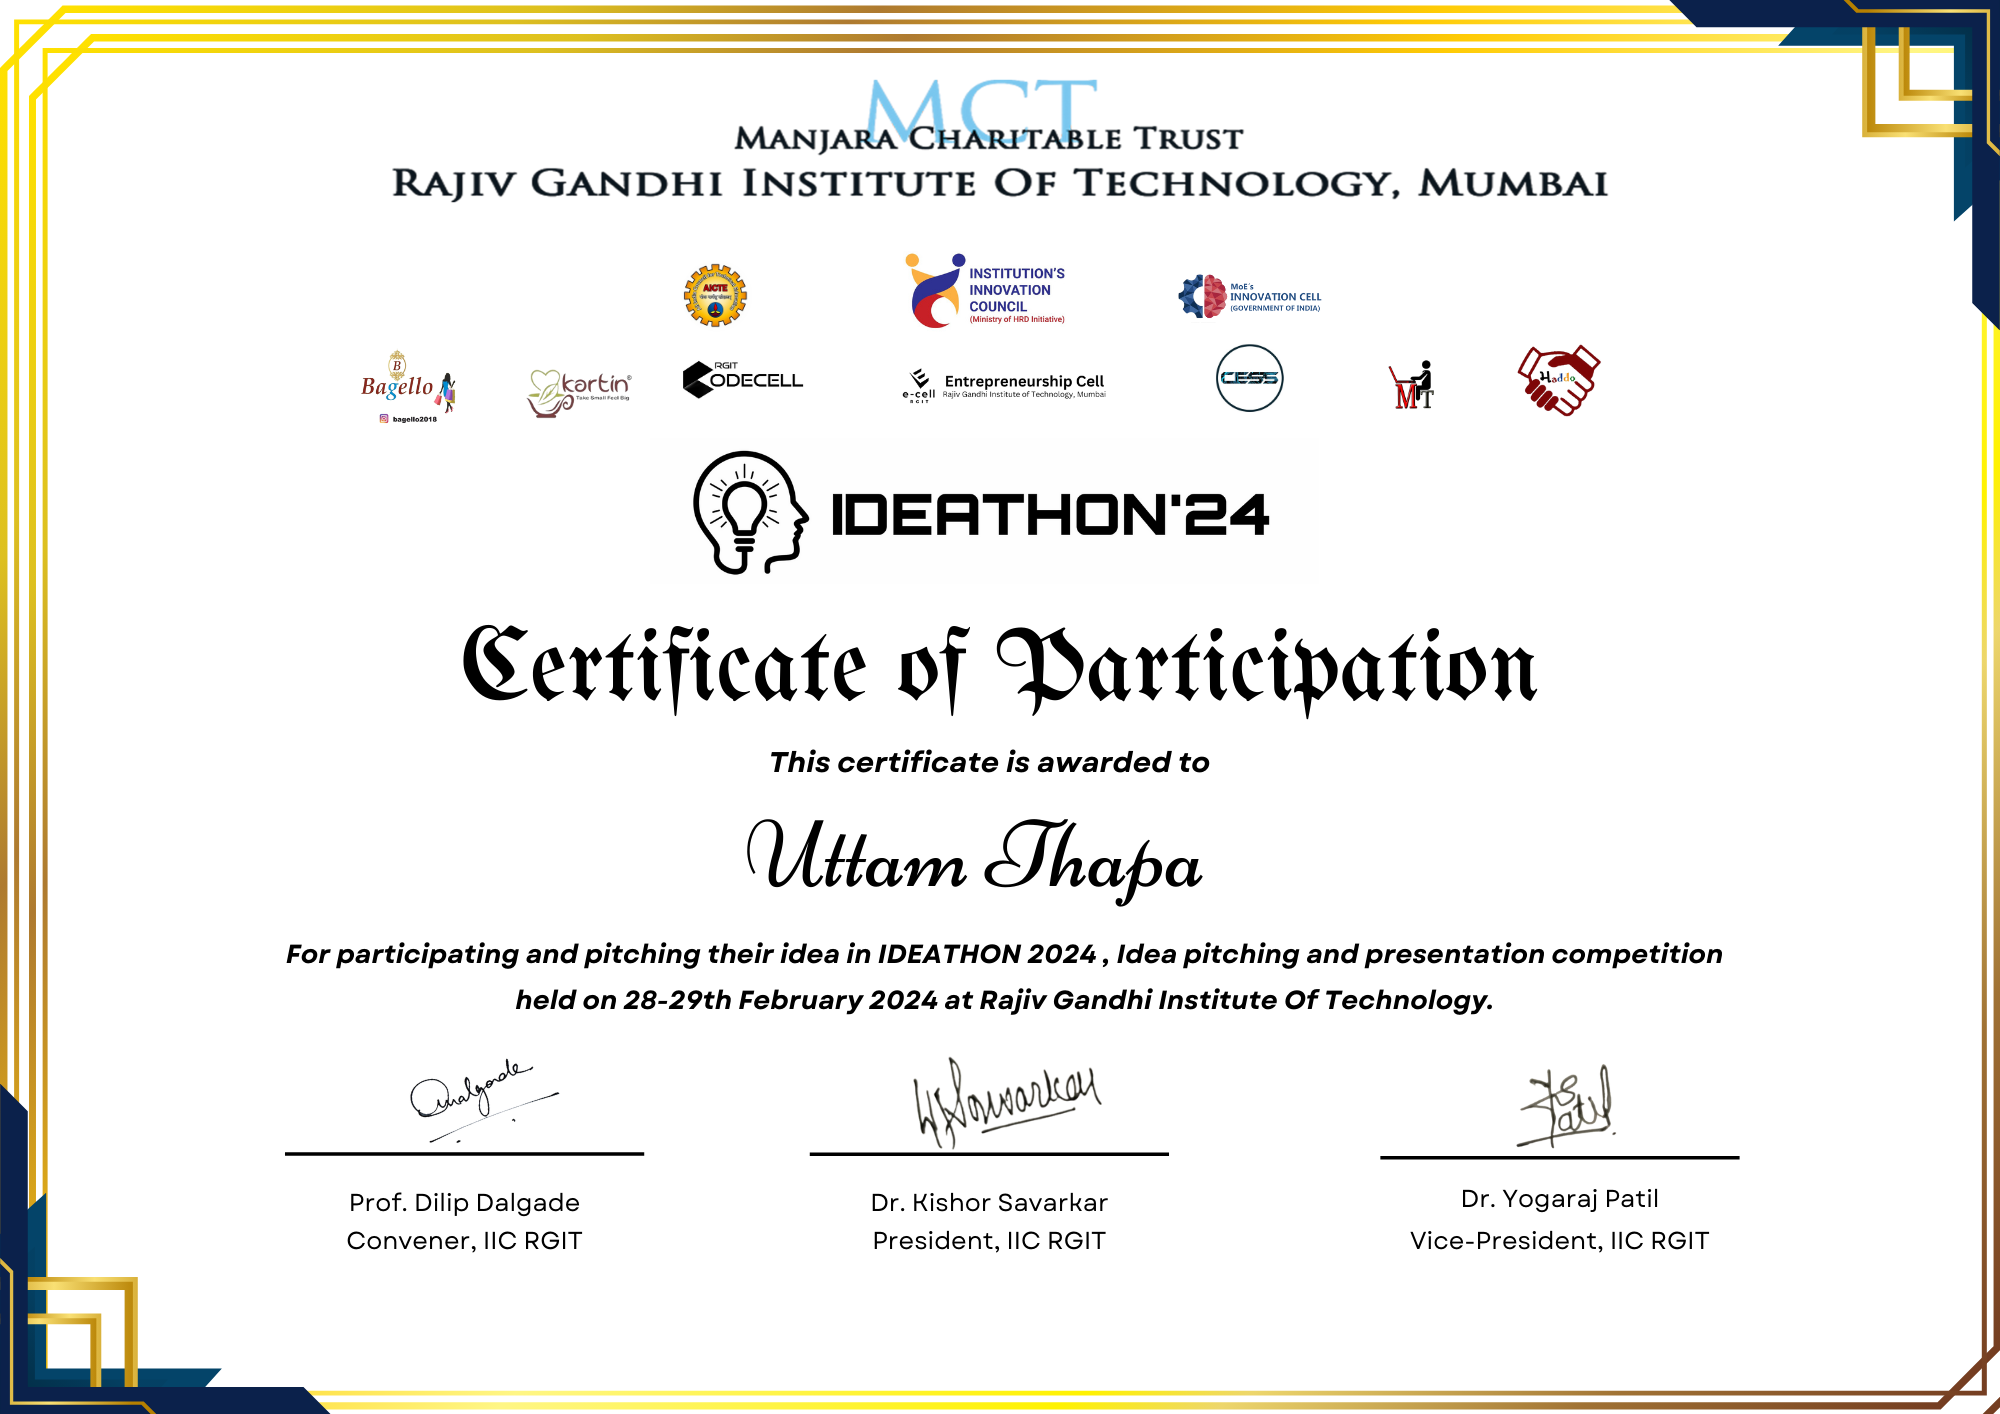 MCT
MANJARA CHARITABLE TRUST
RAJIV GANDHI INSTITUTE OF TECHNOLOGY, MUMBAI
AICTE
INSTITUTION'S
INNOVATION
COUNCIL
(Ministry of HRD Initiative)
MoE's
INNOVATION CELL
(GOVERNMENT OF INDIA)
B
Bagello
bagello2018
kartin®
Take Small Feel Big
RGIT
CODECELL
e-cell
RGIT
Entrepreneurship Cell
Rajiv Gandhi Institute of Technology, Mumbai
CESS
MT
Haddo
IDEATHON'24
Certificate of Participation
This certificate is awarded to
Uttam Thapa
For participating and pitching their idea in IDEATHON 2024 , Idea pitching and presentation competition
held on 28-29th February 2024 at Rajiv Gandhi Institute Of Technology.
Prof. Dilip Dalgade
Convener, IIC RGIT
Dr. Kishor Savarkar
President, IIC RGIT
Dr. Yogaraj Patil
Vice-President, IIC RGIT